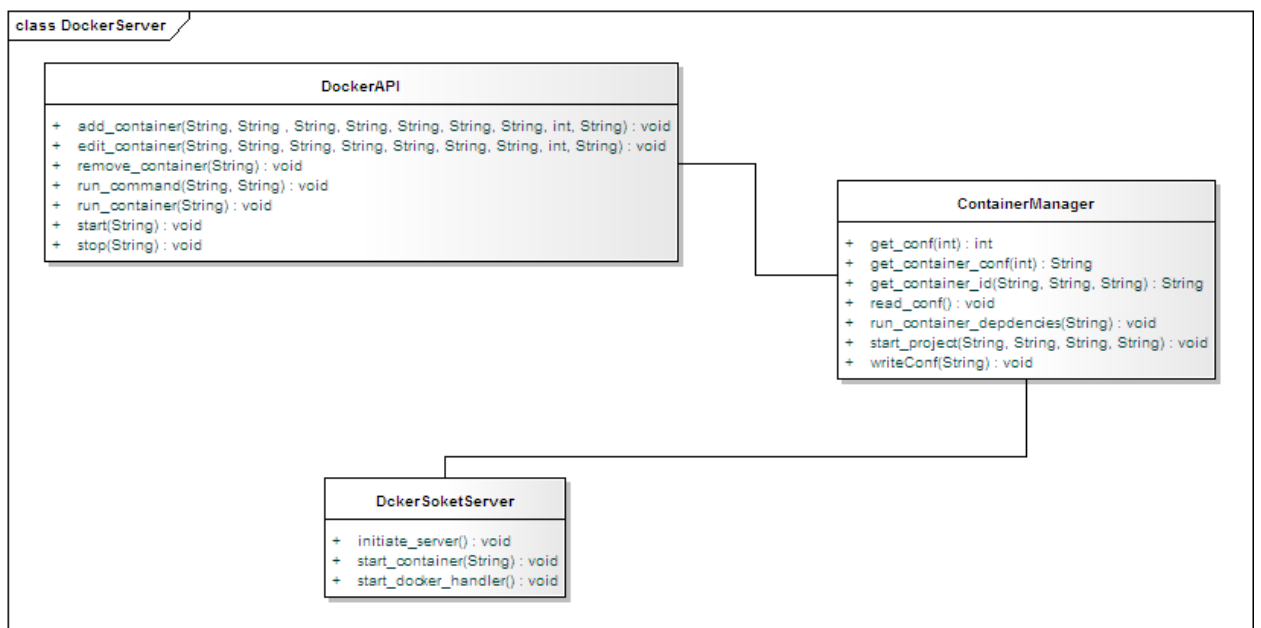 class DockerServer
DockerAPI
+ add_container(String, String , String, String, String, String, String, int, String) : void
+ edit_container(String, String, String, String, String, String, String, int, String) : void
+ remove_container(String) : void
+ run_command(String, String) : void
+ run_container(String) : void
+ start(String) : void
+ stop(String) : void
ContainerManager
+ get_conf(int) : int
+ get_container_conf(int) : String
+ get_container_id(String, String, String) : String
+ read_conf() : void
+ run_container_depdencies(String) : void
+ start_project(String, String, String, String) : void
+ writeConf(String) : void
DckerSoketServer
+ initiate_server() : void
+ start_container(String) : void
+ start_docker_handler() : void